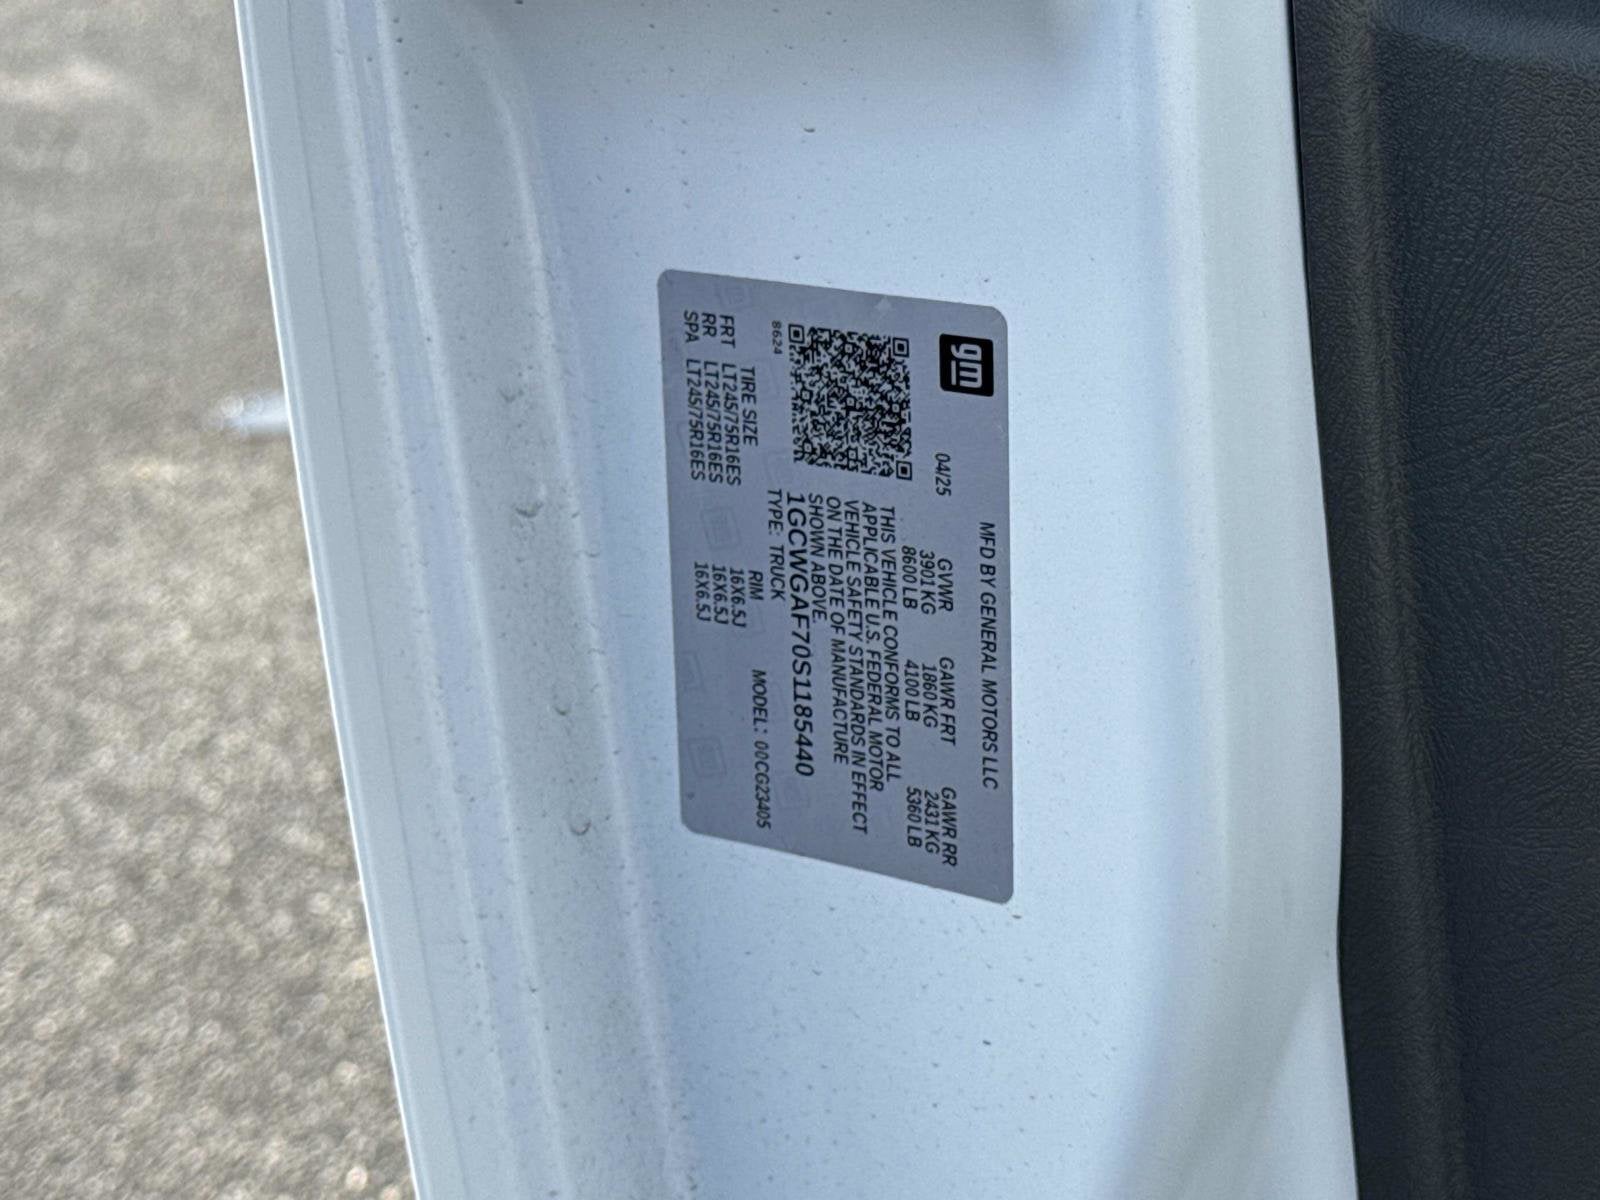 gm
MFD BY GENERAL MOTORS LLC
04/25 GVWR GAWR FRT GAWR RR
3901 KG 1860 KG 2431 KG
8600 LB 4100 LB 5360 LB
THIS VEHICLE CONFORMS TO ALL
APPLICABLE U.S. FEDERAL MOTOR
VEHICLE SAFETY STANDARDS IN EFFECT
ON THE DATE OF MANUFACTURE
SHOWN ABOVE.
1GCWGAF70S1185440
8624 TYPE: TRUCK MODEL: 00CG23405
TIRE SIZE RIM
FRT LT245/75R16ES 16X6.5J
RR LT245/75R16ES 16X6.5J
SPA LT245/75R16ES 16X6.5J